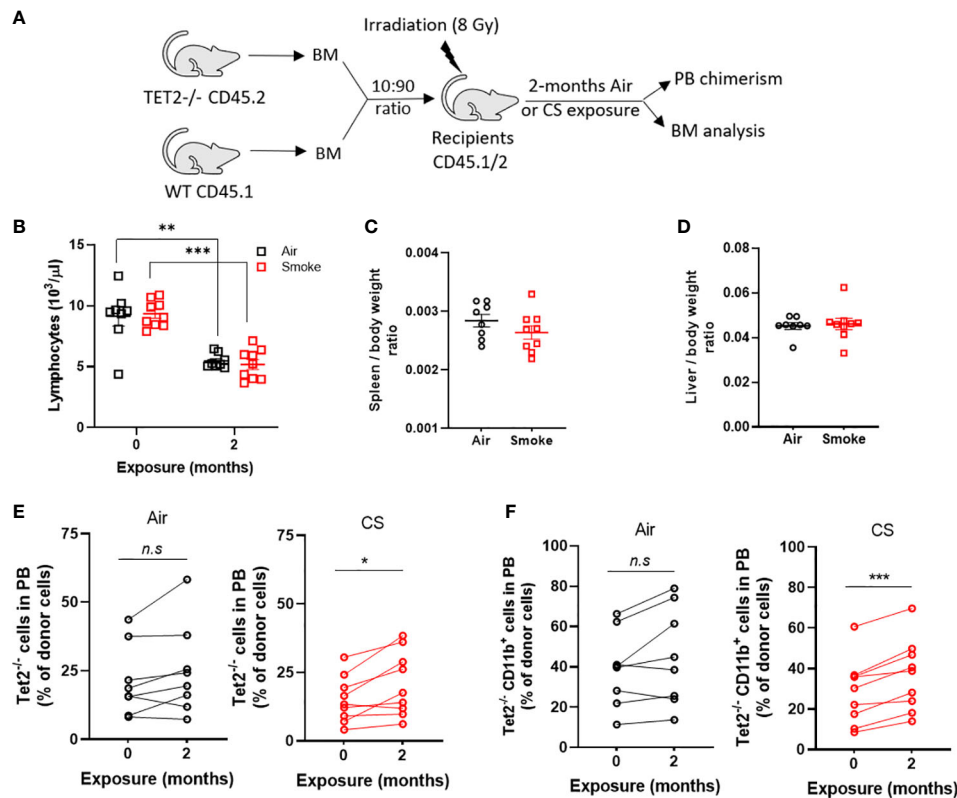 A
Irradiation (8 Gy)
BM
TET2-/- CD45.2
10:90
ratio
2-months Air
or CS exposure
PB chimerism
BM analysis
Recipients
CD45.1/2
BM
WT CD45.1
B
Lymphocytes (10³/µl)
15
10
5
0
**
***
Air
Smoke
0
2
Exposure (months)
C
Spleen / body weight
ratio
0.004
0.003
0.002
0.001
Air
Smoke
D
Liver / body weight
ratio
0.08
0.06
0.04
0.02
0.00
Air
Smoke
E
Air
Tet2⁻/⁻ cells in PB
(% of donor cells)
75
50
25
0
n.s
0
2
Exposure (months)
CS
Tet2⁻/⁻ cells in PB
(% of donor cells)
75
50
25
0
*
0
2
Exposure (months)
F
Air
Tet2⁻/⁻ CD11b⁺ cells in PB
(% of donor cells)
100
80
60
40
20
0
n.s
0
2
Exposure (months)
CS
Tet2⁻/⁻ CD11b⁺ cells in PB
(% of donor cells)
100
80
60
40
20
0
***
0
2
Exposure (months)